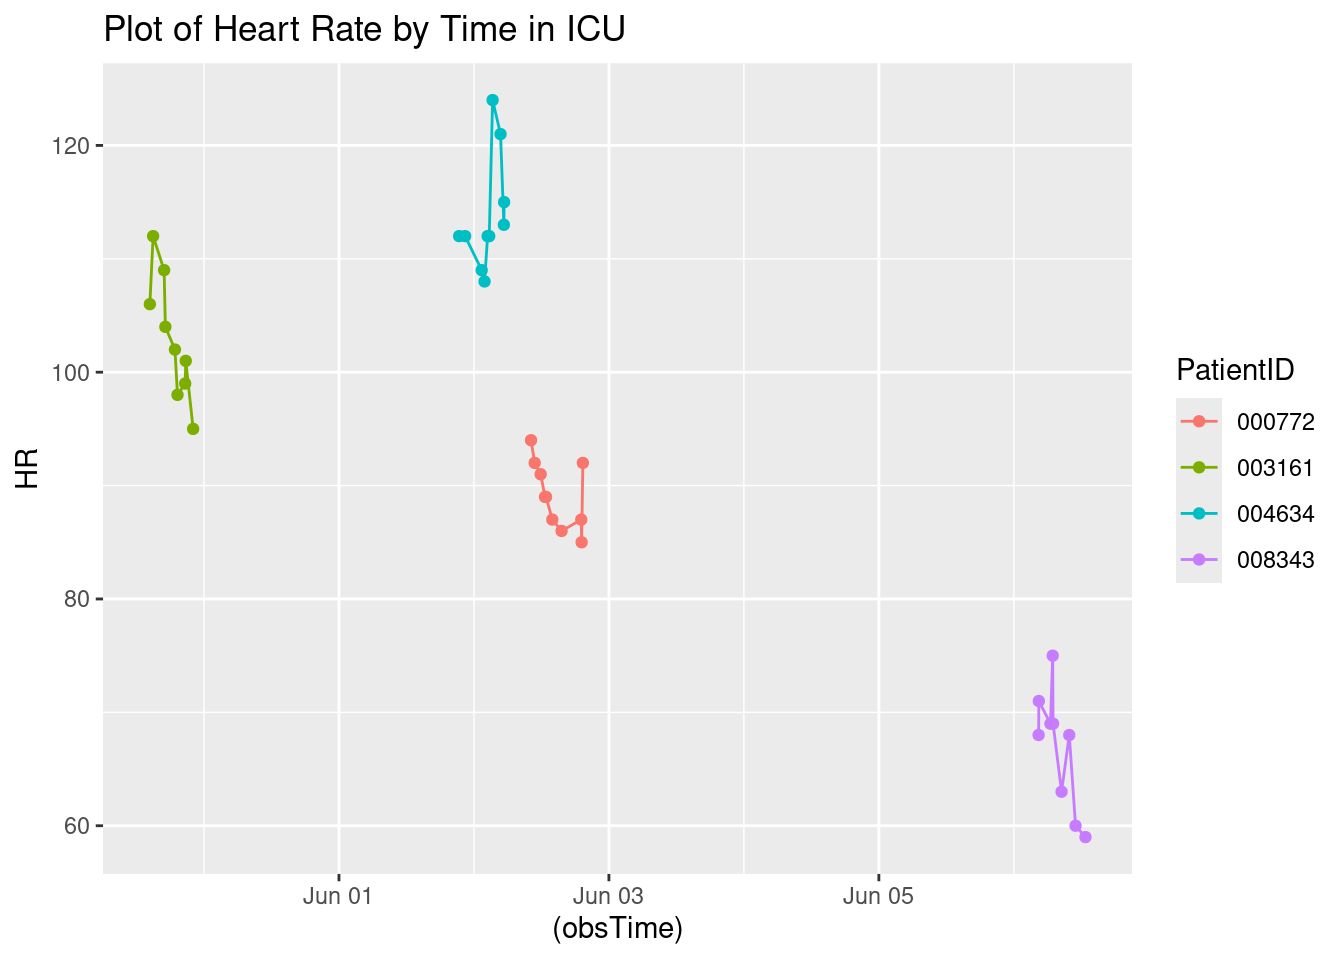 Plot of Heart Rate by Time in ICU
120
100
80
60
HR
Jun 01
Jun 03
Jun 05
(obsTime)
PatientID
000772
003161
004634
008343